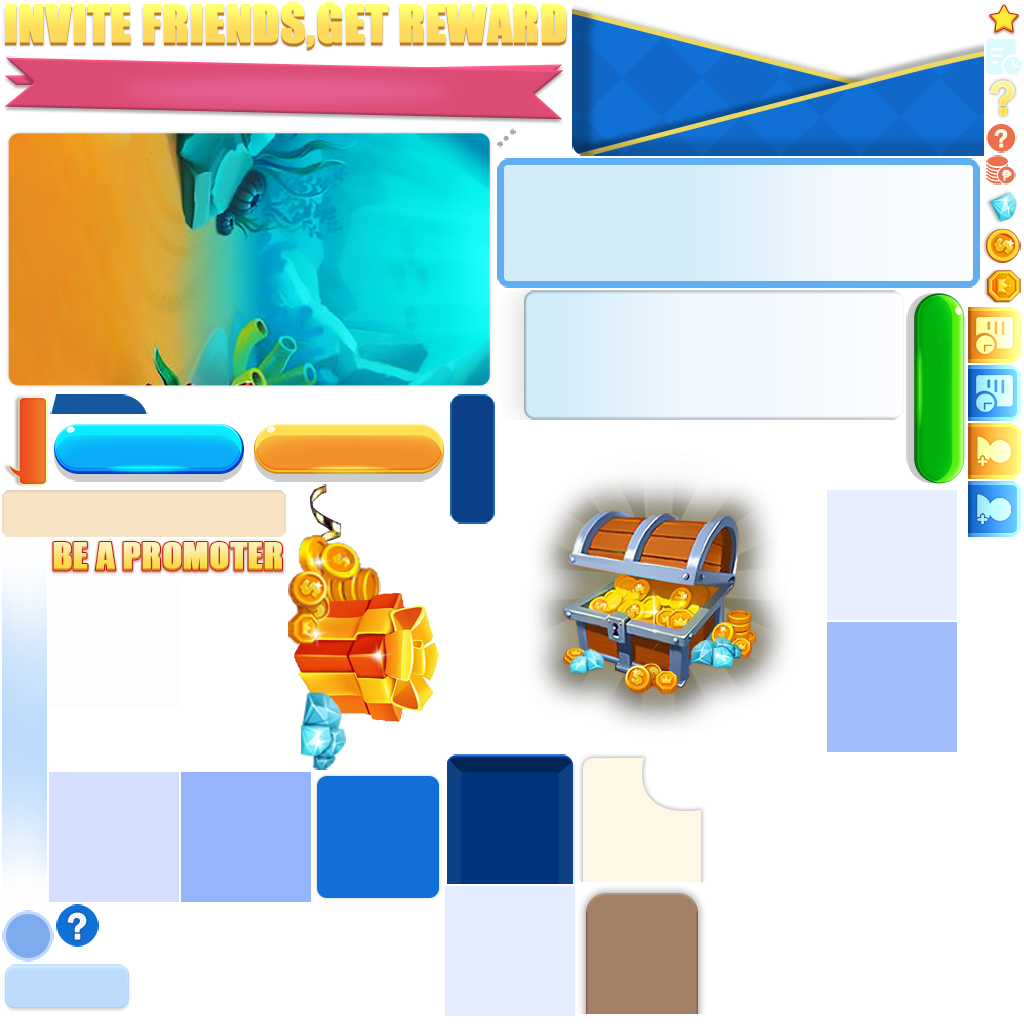 INVITE FRIENDS,GET REWARD
?
?
P
$
$
BE A PROMOTER
$
?